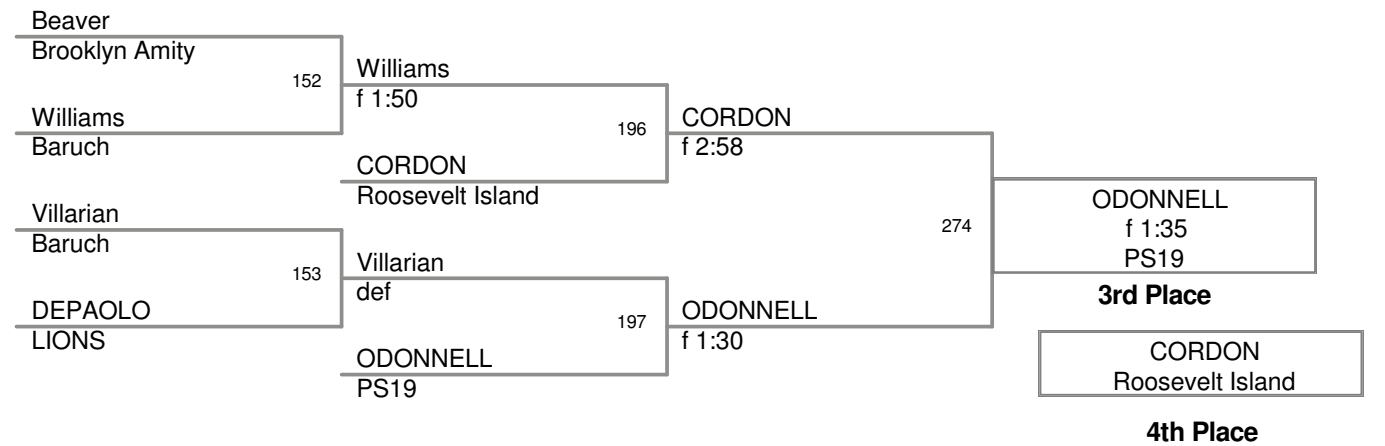 Beaver
Brooklyn Amity
152
Williams
f 1:50
Williams
Baruch
196
CORDON
f 2:58
CORDON
Roosevelt Island
Villarian
Baruch
274
ODONNELL
f 1:35
PS19
3rd Place
153
Villarian
def
DEPAOLO
LIONS
197
ODONNELL
f 1:30
ODONNELL
PS19
CORDON
Roosevelt Island
4th Place